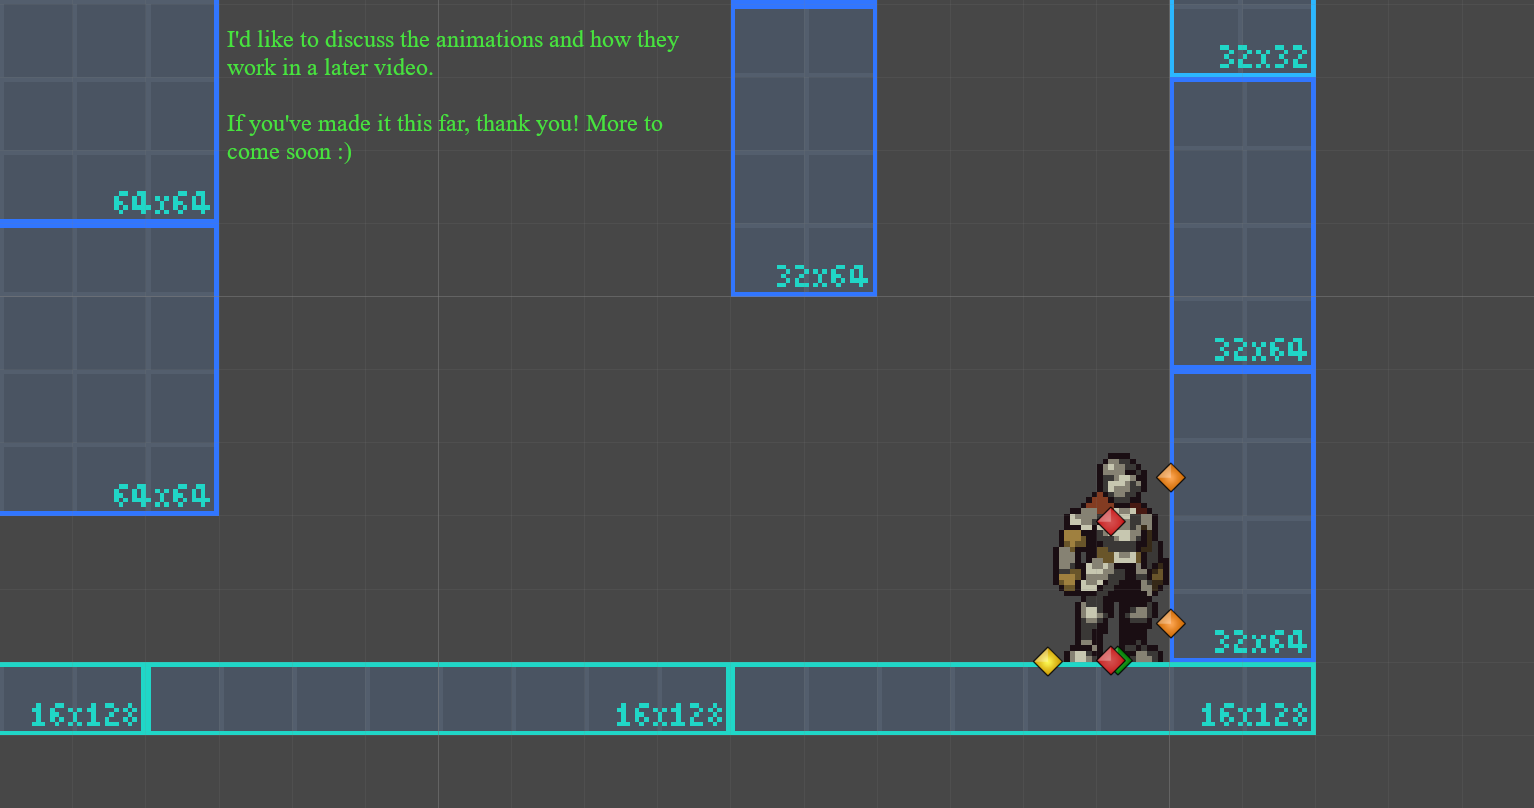 I'd like to discuss the animations and how they
work in a later video.
If you've made it this far, thank you! More to
come soon :)
32x32
64x64
32x64
32x64
64x64
32x64
16x128
16x128
16x128